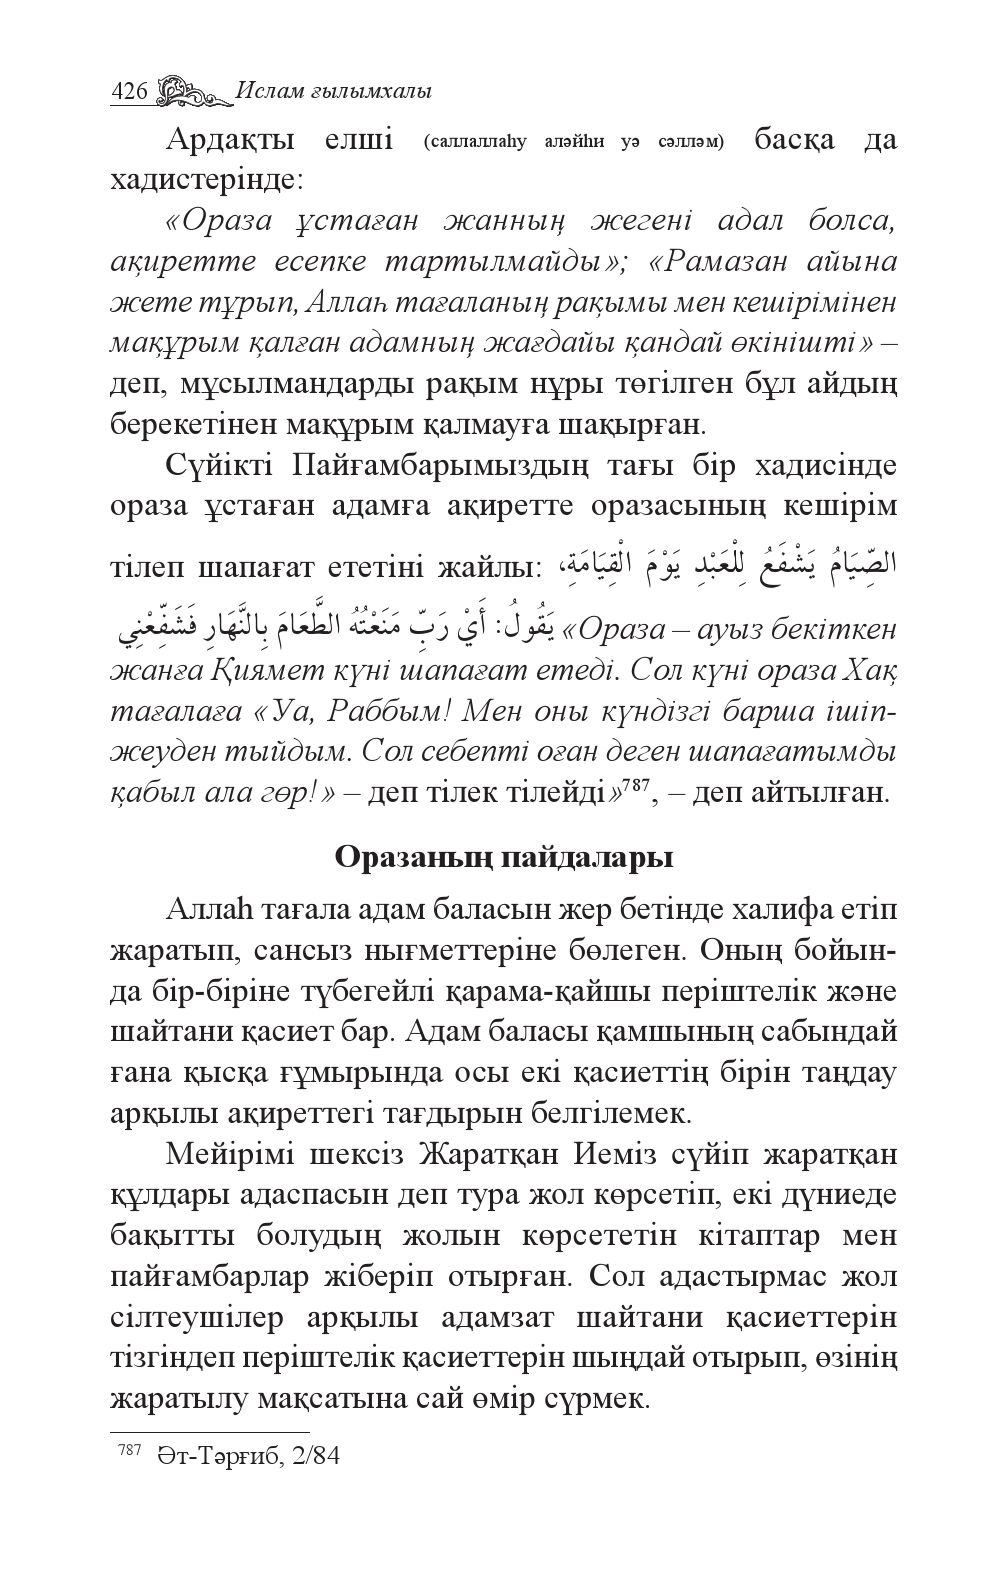 426 Ислам ғылымхалы
Ардақты елші (саллаллаһу аләйһи уә сәлләм) басқа да
хадистерінде:
«Ораза ұстаған жанның жегені адал болса,
ақиретте есепке тартылмайды»; «Рамазан айына
жете тұрып, Аллаһ тағаланың рақымы мен кешірімінен
мақұрым қалған адамның жағдайы қандай өкінішті» –
деп, мұсылмандарды рақым нұры төгілген бұл айдың
берекетінен мақұрым қалмауға шақырған.
Сүйікті Пайғамбарымыздың тағы бір хадисінде
ораза ұстаған адамға ақиретте оразасының кешірім
тілеп шапағат ететіні жайлы: الصِّيَامُ يَشْفَعُ لِلْعَبْدِ يَوْمَ الْقِيَامَةِ،
يَقُولُ: أَيْ رَبِّ مَنَعْتُهُ الطَّعَامَ بِالنَّهَارِ فَشَفِّعْنِي «Ораза – ауыз бекіткен
жанға Қиямет күні шапағат етеді. Сол күні ораза Хақ
тағалаға «Уа, Раббым! Мен оны күндізгі барша ішіп-
жеуден тыйдым. Сол себепті оған деген шапағатымды
қабыл ала гөр!» – деп тілек тілейді»787, – деп айтылған.
Оразаның пайдалары
Аллаһ тағала адам баласын жер бетінде халифа етіп
жаратып, сансыз нығметтеріне бөлеген. Оның бойын-
да бір-біріне түбегейлі қарама-қайшы періштелік және
шайтани қасиет бар. Адам баласы қамшының сабындай
ғана қысқа ғұмырында осы екі қасиеттің бірін таңдау
арқылы ақиреттегі тағдырын белгілемек.
Мейірімі шексіз Жаратқан Иеміз сүйіп жаратқан
құлдары адаспасын деп тура жол көрсетіп, екі дүниеде
бақытты болудың жолын көрсететін кітаптар мен
пайғамбарлар жіберіп отырған. Сол адастырмас жол
сілтеушілер арқылы адамзат шайтани қасиеттерін
тізгіндеп періштелік қасиеттерін шыңдай отырып, өзінің
жаратылу мақсатына сай өмір сүрмек.
787 Әт-Тәрғиб, 2/84